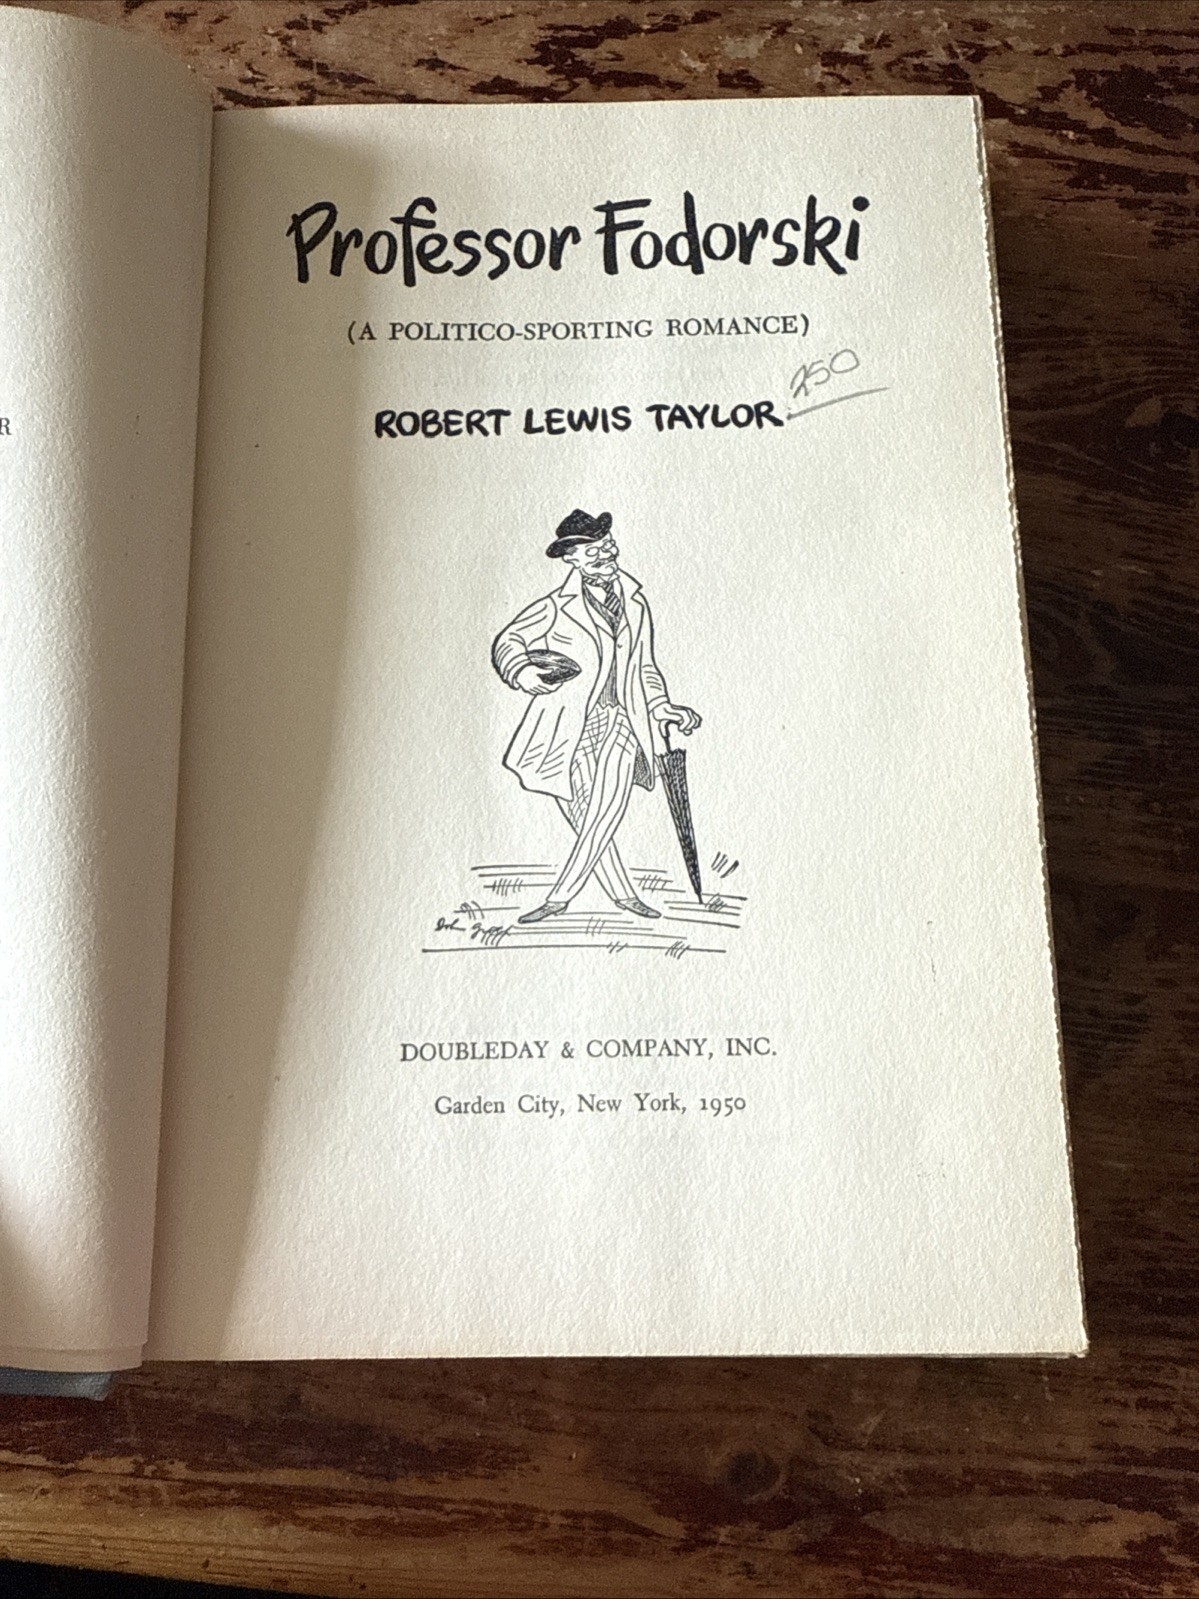 R
Professor Fodorski
(A POLITICO-SPORTING ROMANCE)
250
ROBERT LEWIS TAYLOR
DOUBLEDAY & COMPANY, INC.
Garden City, New York, 1950